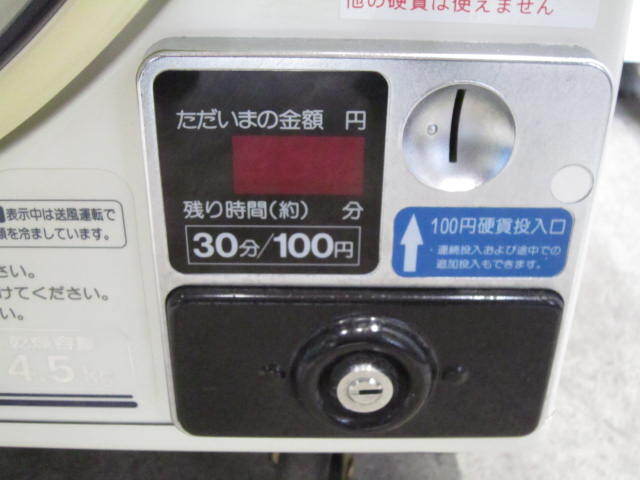 他の硬貨は使えません
ただいまの金額 円
残り時間(約) 分
30分/100円
100円硬貨投入口
・連続投入および途中での
追加投入もできます。
表示中は送風運転で
類を冷ましています。
さい。
けてください。
い。
乾燥容量
4.5